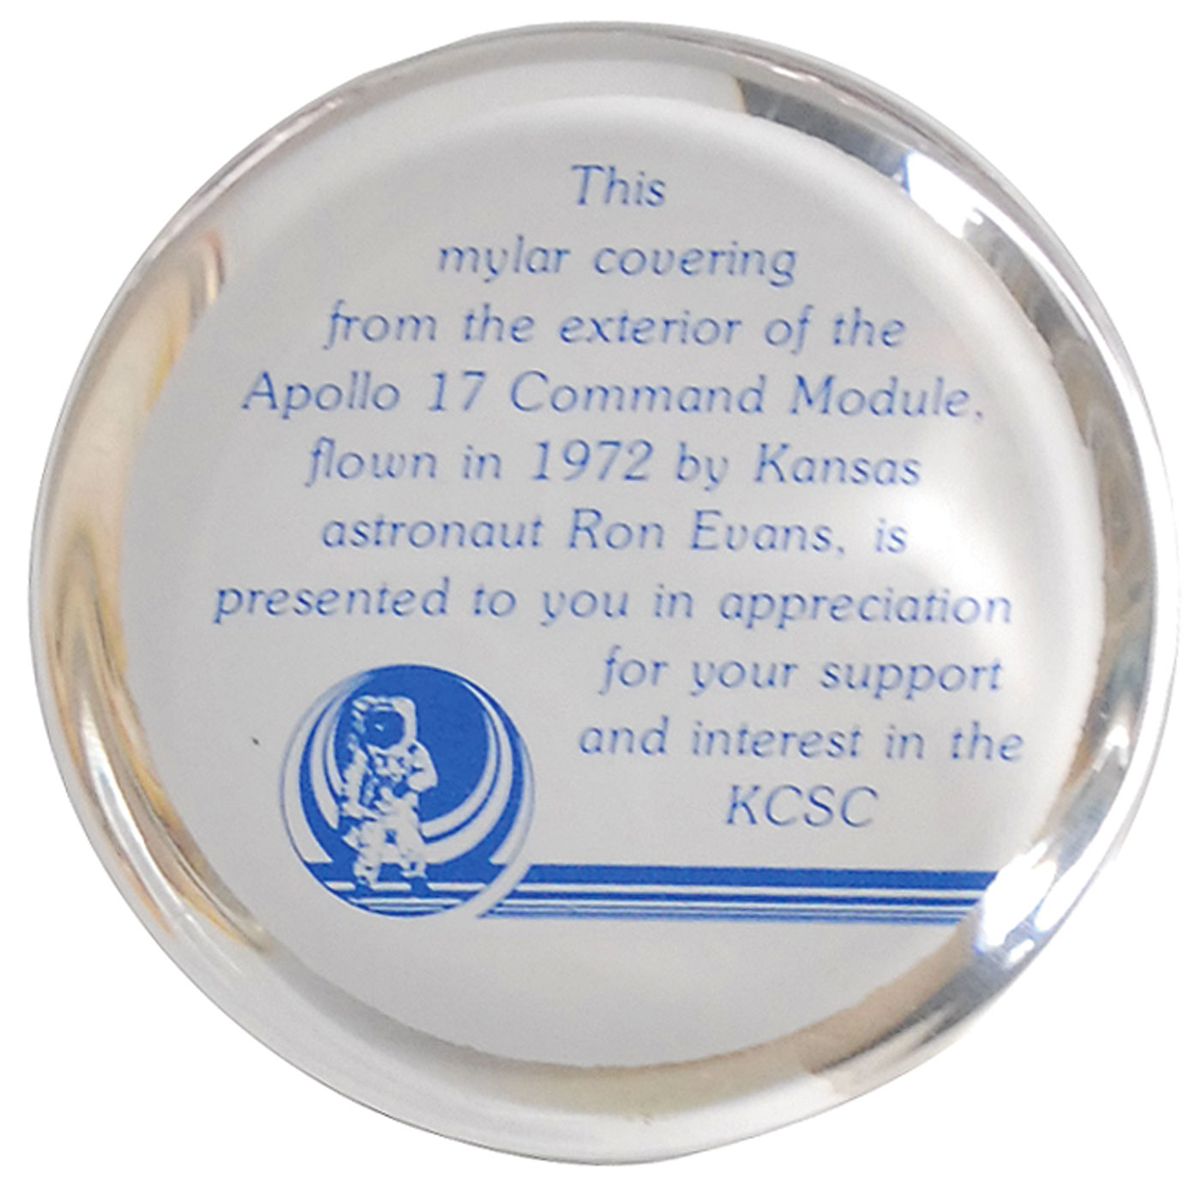 This
mylar covering
from the exterior of the
Apollo 17 Command Module,
flown in 1972 by Kansas
astronaut Ron Evans, is
presented to you in appreciation
for your support
and interest in the
KCSC